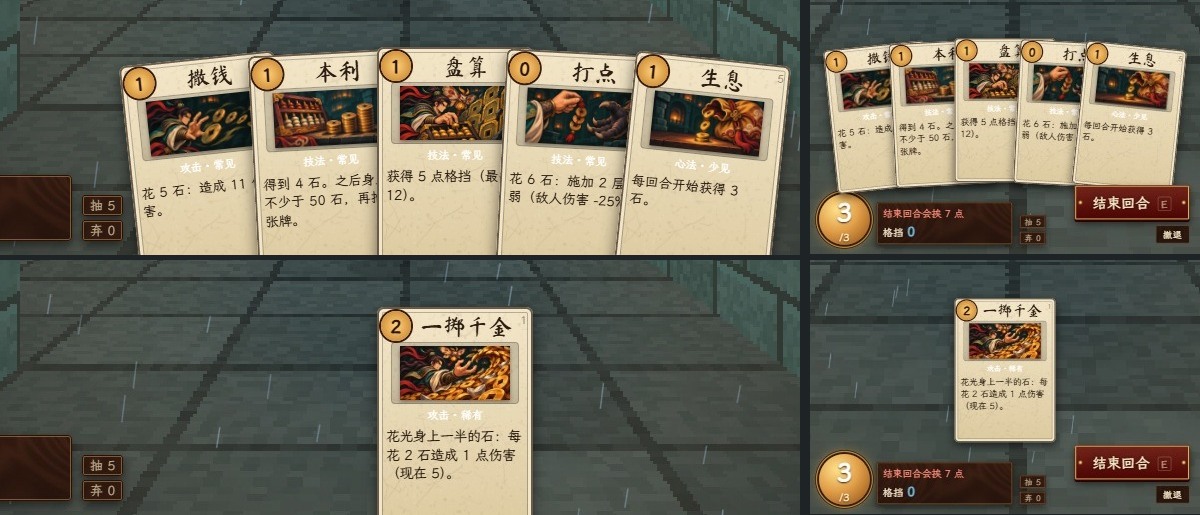 1 撒钱
攻击·常见
花 5 石：造成 11
害。
1 本利
技法·常见
得到 4 石。之后身
不少于 50 石，再
张牌。
1 盘算
技法·常见
获得 5 点格挡（最
12）。
0 打点
技法·常见
花 6 石：施加 2 层
弱（敌人伤害 -25%
1 生息
5
心法·少见
每回合开始获得 3
石。
抽 5
弃 0
1 撒钱
攻击
花 5 石：造成
害。
1 本
得到 4 石。之
不少于 50 石
张牌。
1 盘算
技法
获得 5 点格挡
12）。
0 打点
花 6 石：施加
弱（敌人伤害
1 生息
5
心法·少见
每回合开始获得 3
石。
3
/3
结束回合会挨 7 点
格挡 0
抽 5
弃 0
结束回合 E
撤退
2 一掷千金
1
攻击·稀有
花光身上一半的石：每
花 2 石造成 1 点伤害
（现在 5）。
抽 5
弃 0
2 一掷千金
攻击·稀有
花光身上一半的石：每
花 2 石造成 1 点伤害
（现在 5）。
3
/3
结束回合会挨 7 点
格挡 0
抽 5
弃 0
结束回合 E
撤退